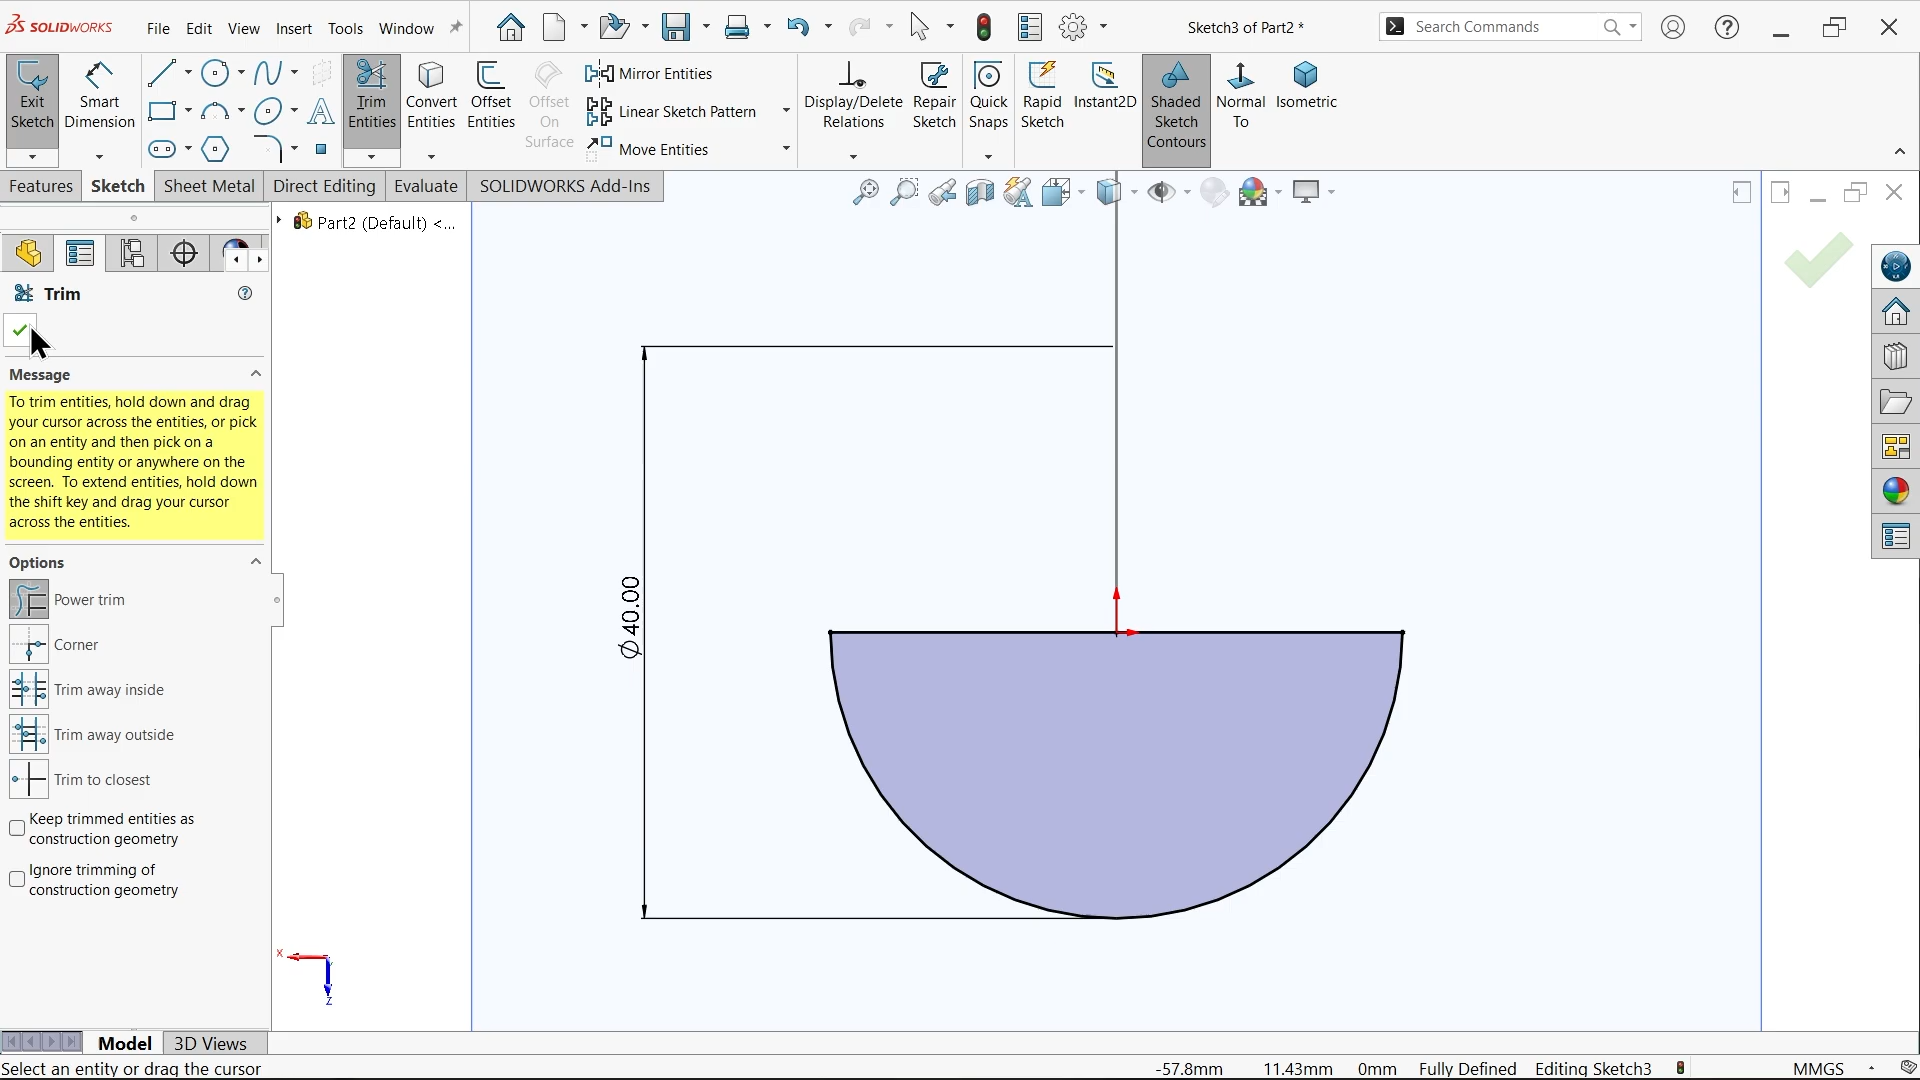 SOLIDWORKS
File Edit View Insert Tools Window
Sketch3 of Part2 *
Search Commands
Exit Sketch
Smart Dimension
Trim Entities
Convert Entities
Offset Entities
Offset On Surface
Mirror Entities
Linear Sketch Pattern
Move Entities
Display/Delete Relations
Repair Sketch
Quick Snaps
Rapid Sketch
Instant2D
Shaded Sketch Contours
Normal To
Isometric
Features Sketch Sheet Metal Direct Editing Evaluate SOLIDWORKS Add-Ins
Part2 (Default) <...
Trim
Message
To trim entities, hold down and drag
your cursor across the entities, or pick
on an entity and then pick on a
bounding entity or anywhere on the
screen. To extend entities, hold down
the shift key and drag your cursor
across the entities.
Options
Power trim
Corner
Trim away inside
Trim away outside
Trim to closest
Keep trimmed entities as
construction geometry
Ignore trimming of
construction geometry
∅40.00
X
Z
Model 3D Views
Select an entity or drag the cursor
-57.8mm 11.43mm 0mm Fully Defined Editing Sketch3 MMGS